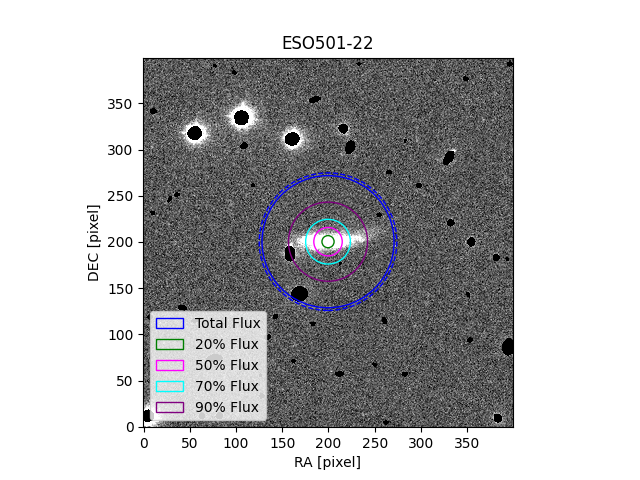 ESO501-22
DEC [pixel]
350
300
250
200
150
100
50
0
Total Flux
20% Flux
50% Flux
70% Flux
90% Flux
0 50 100 150 200 250 300 350
RA [pixel]